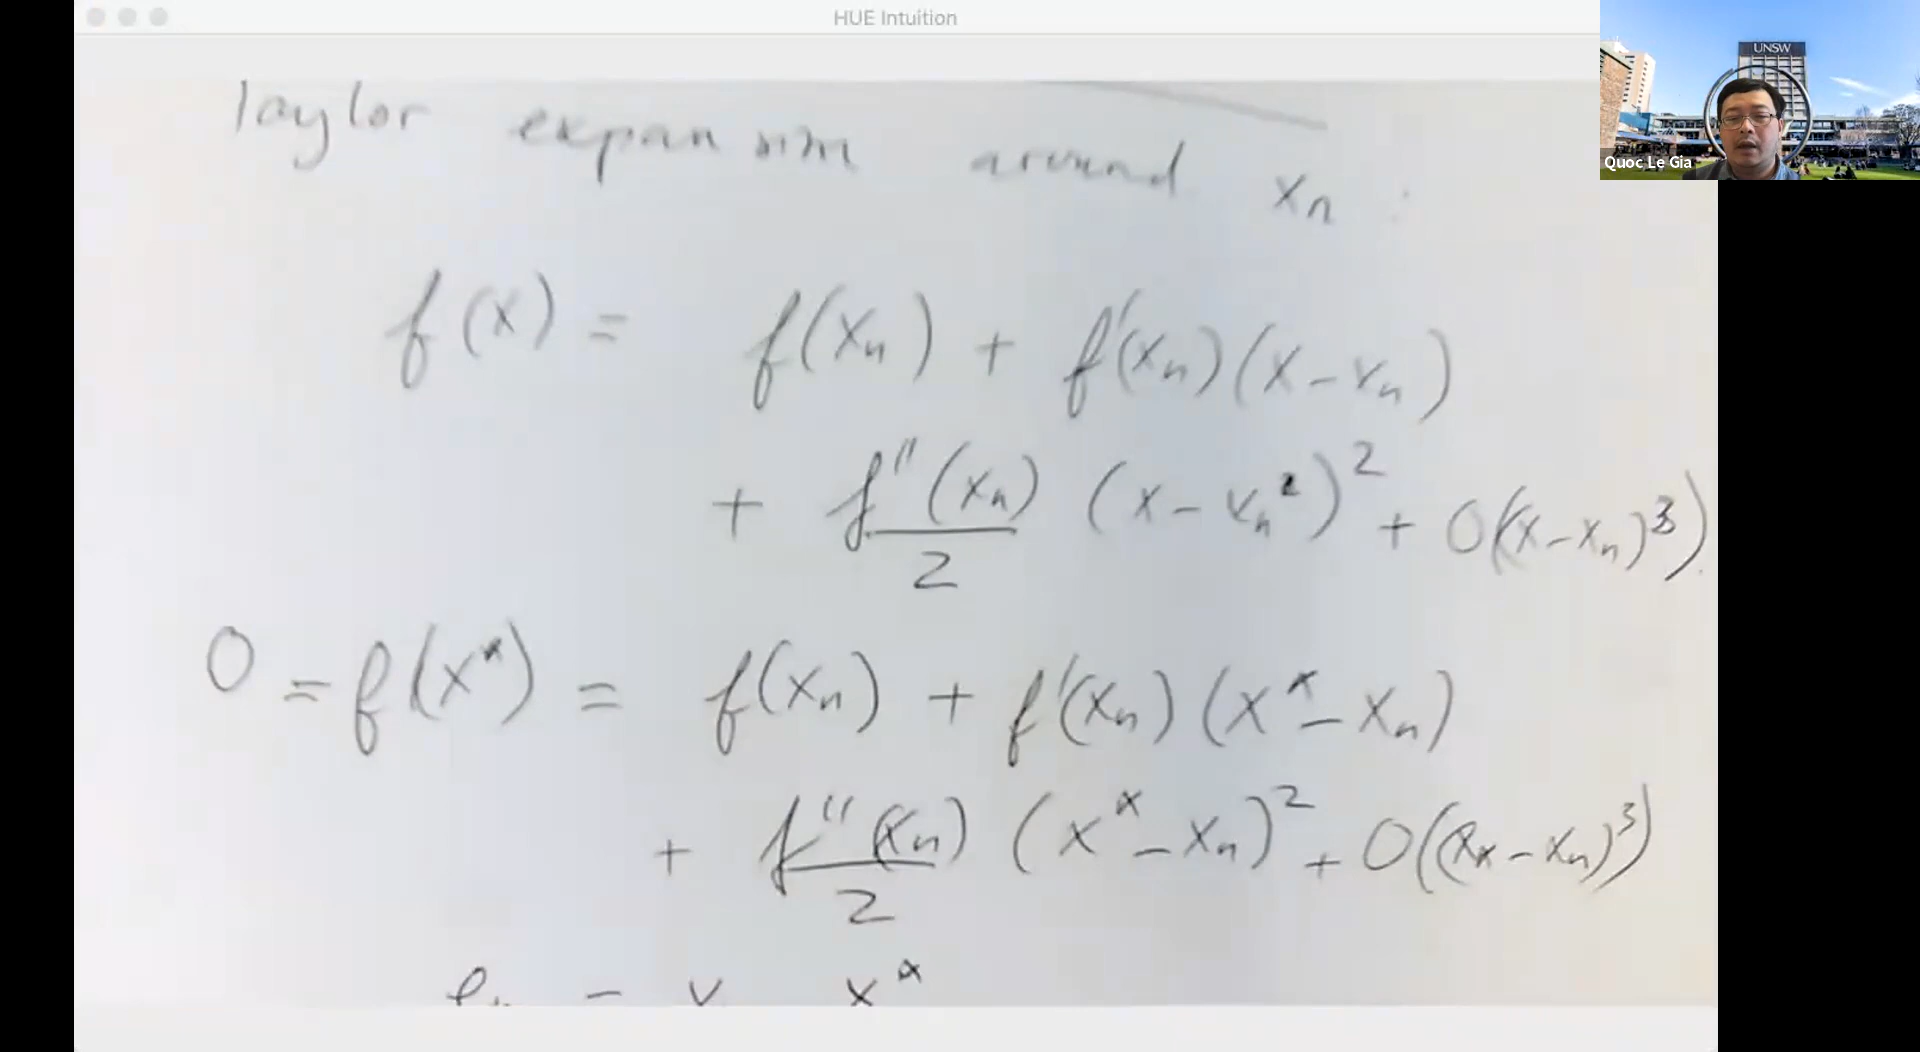 HUE Intuition
UNSW
Quoc Le Gia
Taylor expansion around xₙ :
f(x) = f(xₙ) + f'(xₙ)(x - xₙ)
+ f''(xₙ)/2 (x - xₙ²)² + O((x - xₙ)³).
0 = f(x*) = f(xₙ) + f'(xₙ)(x* - xₙ)
+ f''(xₙ)/2 (x* - xₙ)² + O((x* - xₙ)³)
x*